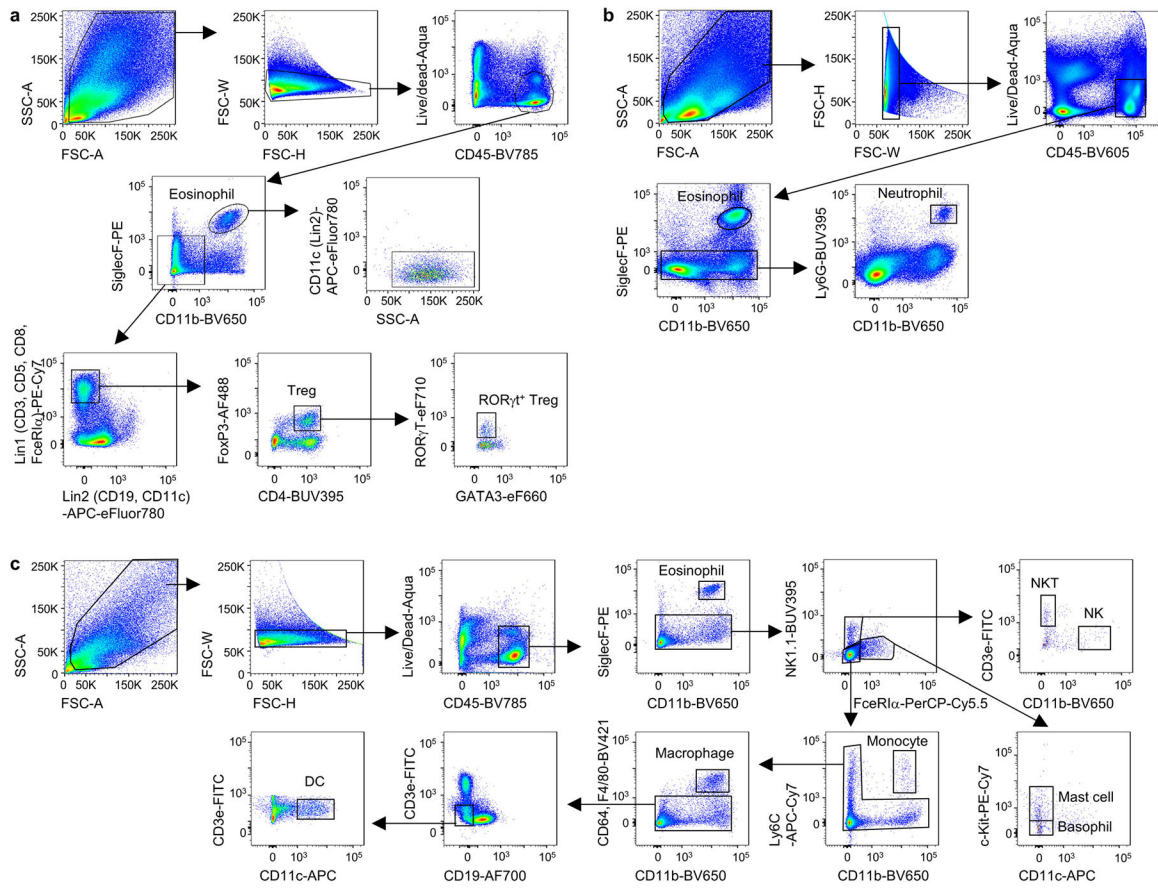 a
250K
200K
150K
100K
50K
0
SSC-A
50K
150K
250K
FSC-A
250K
200K
150K
100K
50K
0
FSC-W
50K
150K
250K
FSC-H
10⁵
10³
0
Live/dead-Aqua
0
10³
10⁵
CD45-BV785
Eosinophil
10⁵
10³
0
SiglecF-PE
0
10³
10⁵
CD11b-BV650
10⁵
10³
0
CD11c (Lin2)-
APC-eFluor780
50K
150K
250K
SSC-A
10⁵
10³
0
Lin1 (CD3, CD5, CD8,
FceRIα)-PE-Cy7
0
10³
10⁵
Lin2 (CD19, CD11c)
-APC-eFluor780
Treg
10⁵
10³
0
FoxP3-AF488
0
10³
10⁵
CD4-BUV395
RORγt⁺ Treg
10⁵
10³
0
RORγT-eF710
0
10³
10⁵
GATA3-eF660
b
250K
200K
150K
100K
50K
0
SSC-A
50K
150K
250K
FSC-A
250K
200K
150K
100K
50K
0
FSC-H
50K
150K
250K
FSC-W
10⁵
10³
0
Live/Dead-Aqua
0
10³
10⁵
CD45-BV605
Eosinophil
10⁵
10³
0
SiglecF-PE
0
10³
10⁵
CD11b-BV650
Neutrophil
10⁵
10³
0
Ly6G-BUV395
0
10³
10⁵
CD11b-BV650
c
250K
200K
150K
100K
50K
0
SSC-A
50K
150K
250K
FSC-A
250K
200K
150K
100K
50K
0
FSC-W
50K
150K
250K
FSC-H
10⁵
10³
0
Live/Dead-Aqua
0
10³
10⁵
CD45-BV785
Eosinophil
10⁵
10³
0
SiglecF-PE
0
10³
10⁵
CD11b-BV650
10⁵
10³
0
NK1.1-BUV395
0
10³
10⁵
FceRIα-PerCP-Cy5.5
NKT
NK
10⁵
10³
0
CD3e-FITC
0
10³
10⁵
CD11b-BV650
DC
10⁵
10³
0
CD3e-FITC
0
10³
10⁵
CD11c-APC
10⁵
10³
0
CD3e-FITC
0
10³
10⁵
CD19-AF700
Macrophage
10⁵
10³
0
CD64, F4/80-BV421
0
10³
10⁵
CD11b-BV650
Monocyte
10⁵
10³
0
Ly6C
-APC-Cy7
0
10³
10⁵
CD11b-BV650
Mast cell
Basophil
10⁵
10³
0
c-Kit-PE-Cy7
0
10³
10⁵
CD11c-APC